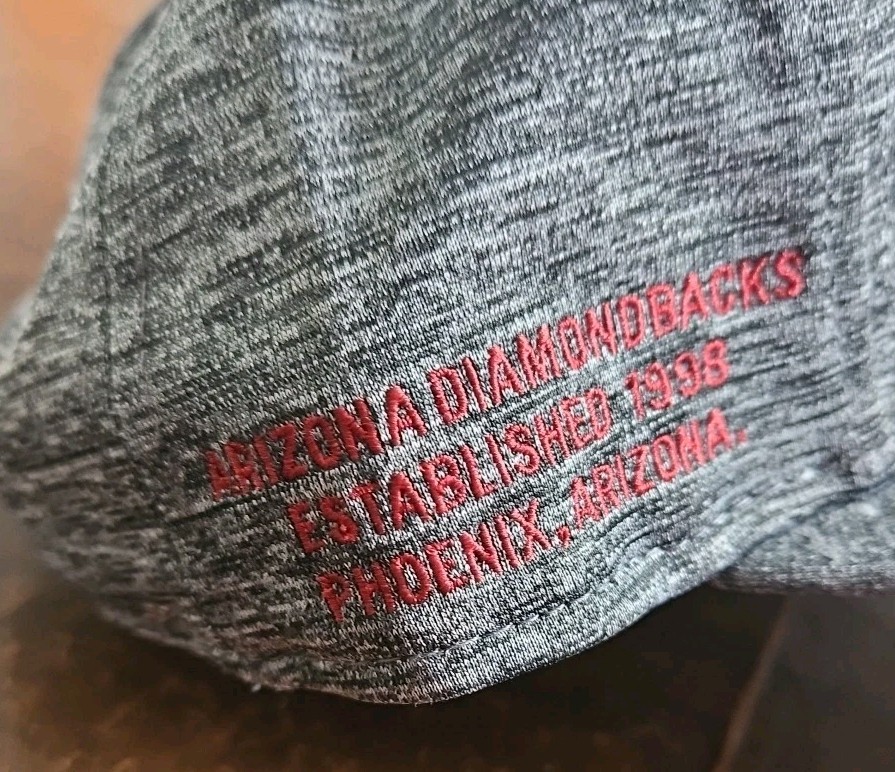 ARIZONA DIAMONDBACKS
ESTABLISHED 1998
PHOENIX, ARIZONA.